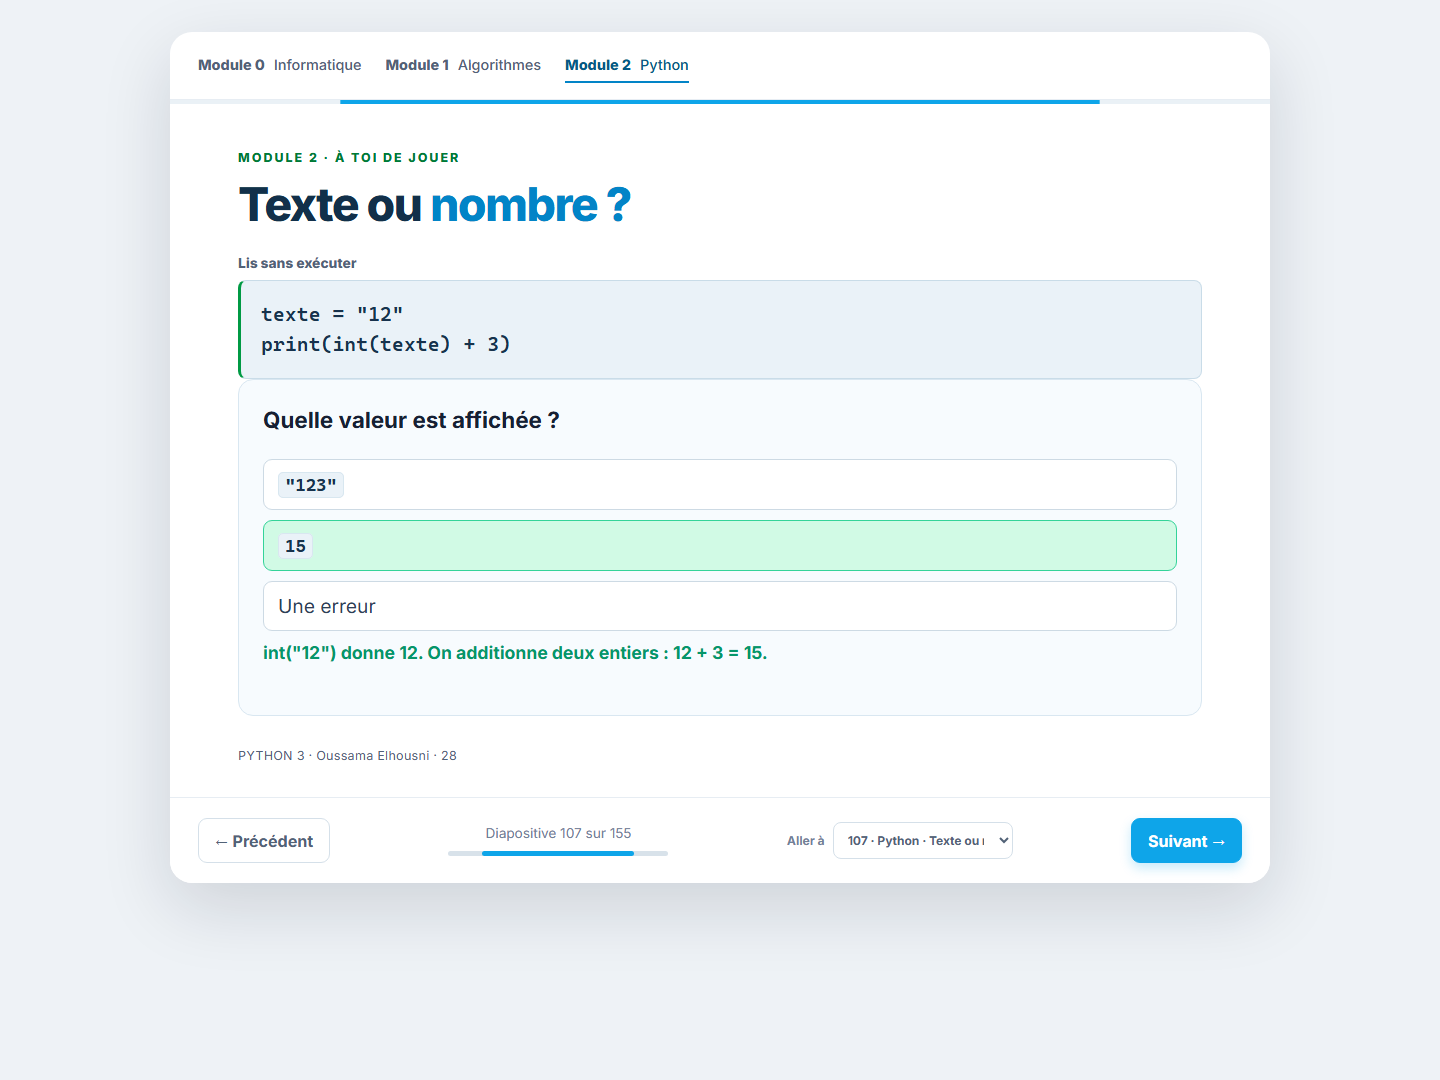 Module 0 Informatique Module 1 Algorithmes Module 2 Python
MODULE 2 · À TOI DE JOUER
Texte ou nombre ?
Lis sans exécuter
texte = "12"
print(int(texte) + 3)
Quelle valeur est affichée ?
"123"
15
Une erreur
int("12") donne 12. On additionne deux entiers : 12 + 3 = 15.
PYTHON 3 · Oussama Elhousni · 28
← Précédent
Diapositive 107 sur 155
Aller à
107 · Python · Texte ou
Suivant →